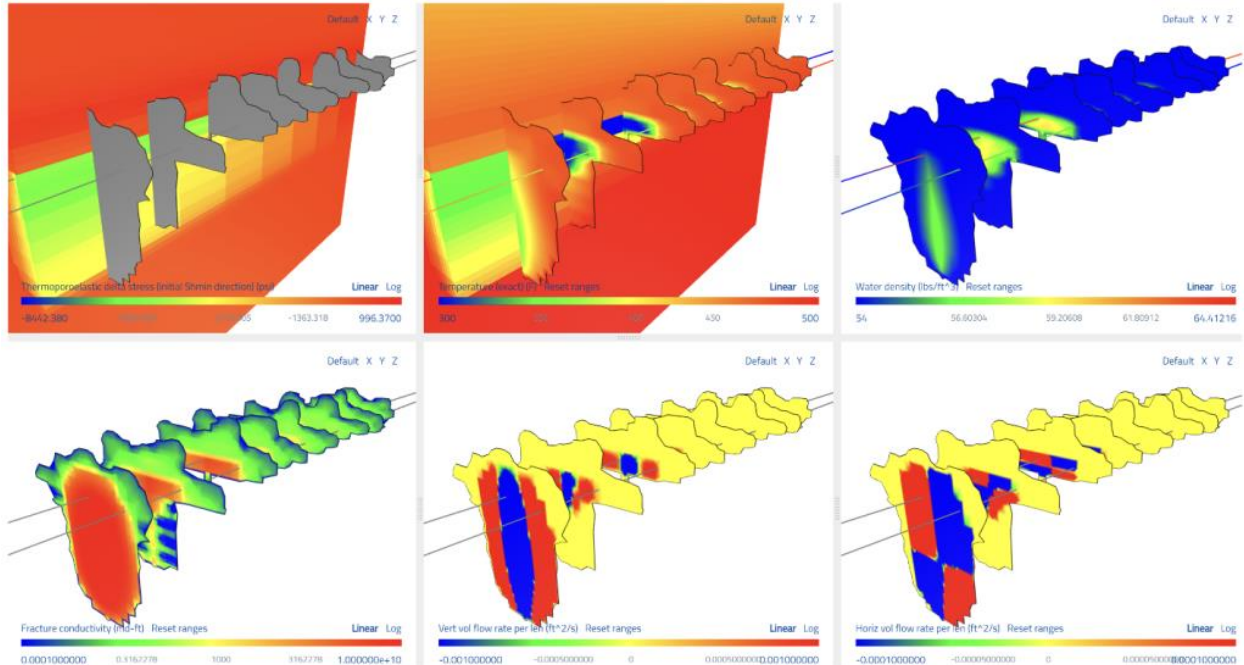 Default X Y Z
Thermoporoelastic delta stress (Initial Shmin direction) (psi)
Linear Log
-8442.380
-1363.318
996.3700
Default X Y Z
Temperature (exact) (F) Reset ranges
Linear Log
300
450
500
Default X Y Z
Water density (lbs/ft^3) Reset ranges
Linear Log
54
56.60304
59.20608
61.80912
64.41216
Default X Y Z
Fracture conductivity (md-ft) Reset ranges
Linear Log
0.0001000000
0.3162278
1000
3162278
1.000000e+10
Default X Y Z
Vert vol flow rate per len (ft^2/s) Reset ranges
Linear Log
-0.001000000
-0.0005000000
0
0.001000000
Default X Y Z
Horiz vol flow rate per len (ft^2/s) Reset ranges
Linear Log
-0.0001000000
-0.00005000000
0